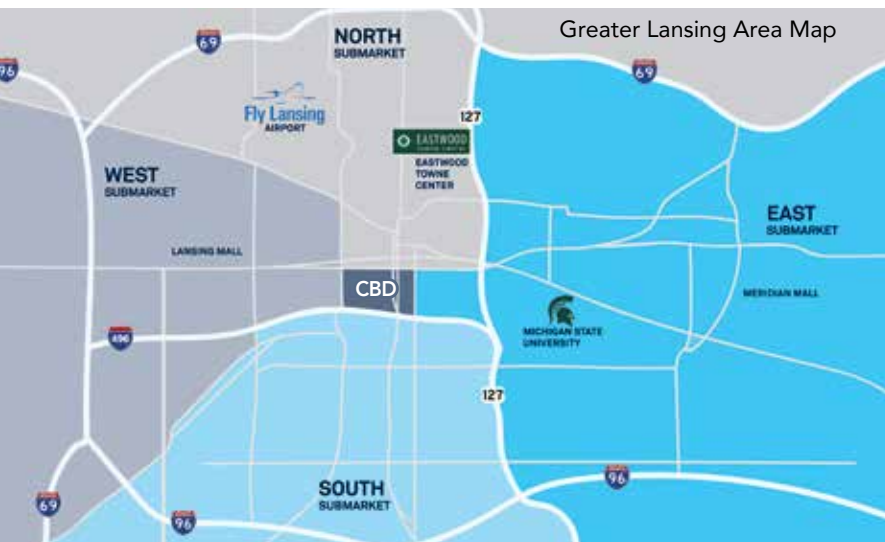 Greater Lansing Area Map
NORTH
SUBMARKET
69
96
69
Fly Lansing
AIRPORT
127
EASTWOOD
EASTWOOD
TOWNE
CENTER
WEST
SUBMARKET
EAST
SUBMARKET
LANSING MALL
CBD
MERIDIAN MALL
MICHIGAN STATE
UNIVERSITY
496
127
96
SOUTH
SUBMARKET
69
96